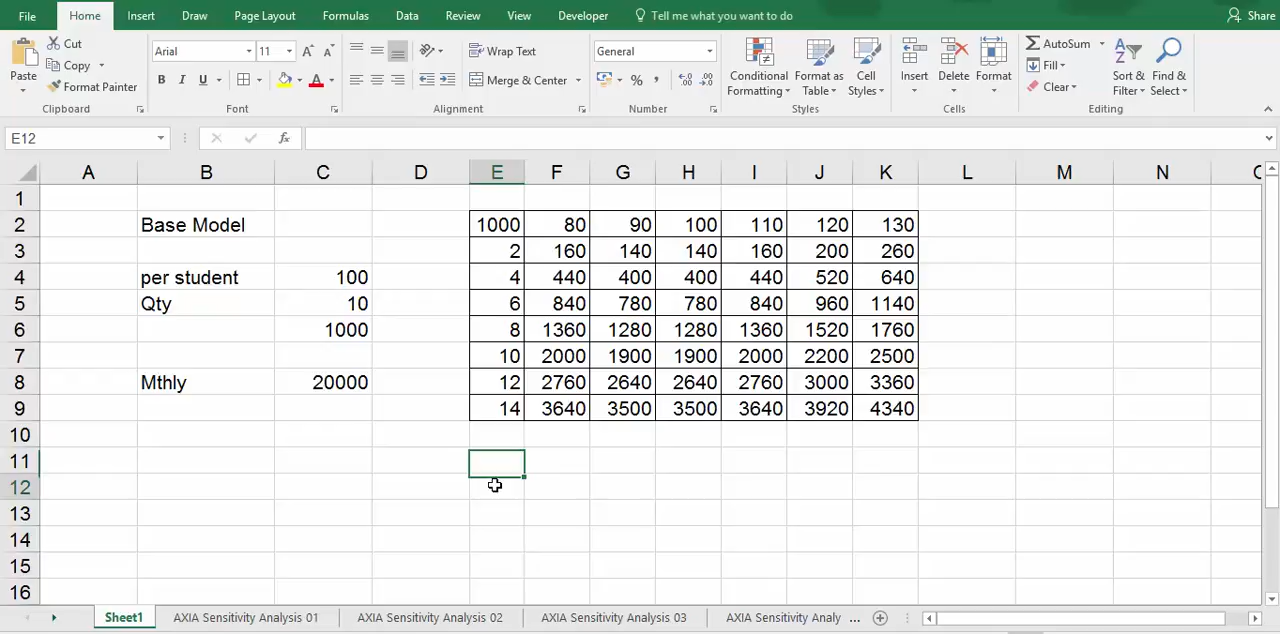 File Home Insert Draw Page Layout Formulas Data Review View Developer Tell me what you want to do Share
Paste Cut Copy Format Painter
Clipboard
Arial 11 A A
B I U A
Font
Wrap Text
Merge & Center
Alignment
General
% , .00
Number
Conditional Formatting Format as Table Cell Styles
Styles
Insert Delete Format
Cells
AutoSum Fill Clear Sort & Filter Find & Select
Editing
E12 fx
A B C D E F G H I J K L M N
1
2 Base Model 1000 80 90 100 110 120 130
3 2 160 140 140 160 200 260
4 per student 100 4 440 400 400 440 520 640
5 Qty 10 6 840 780 780 840 960 1140
6 1000 8 1360 1280 1280 1360 1520 1760
7 10 2000 1900 1900 2000 2200 2500
8 Mthly 20000 12 2760 2640 2640 2760 3000 3360
9 14 3640 3500 3500 3640 3920 4340
10
11
12
13
14
15
16
Sheet1 AXIA Sensitivity Analysis 01 AXIA Sensitivity Analysis 02 AXIA Sensitivity Analysis 03 AXIA Sensitivity Analy ...